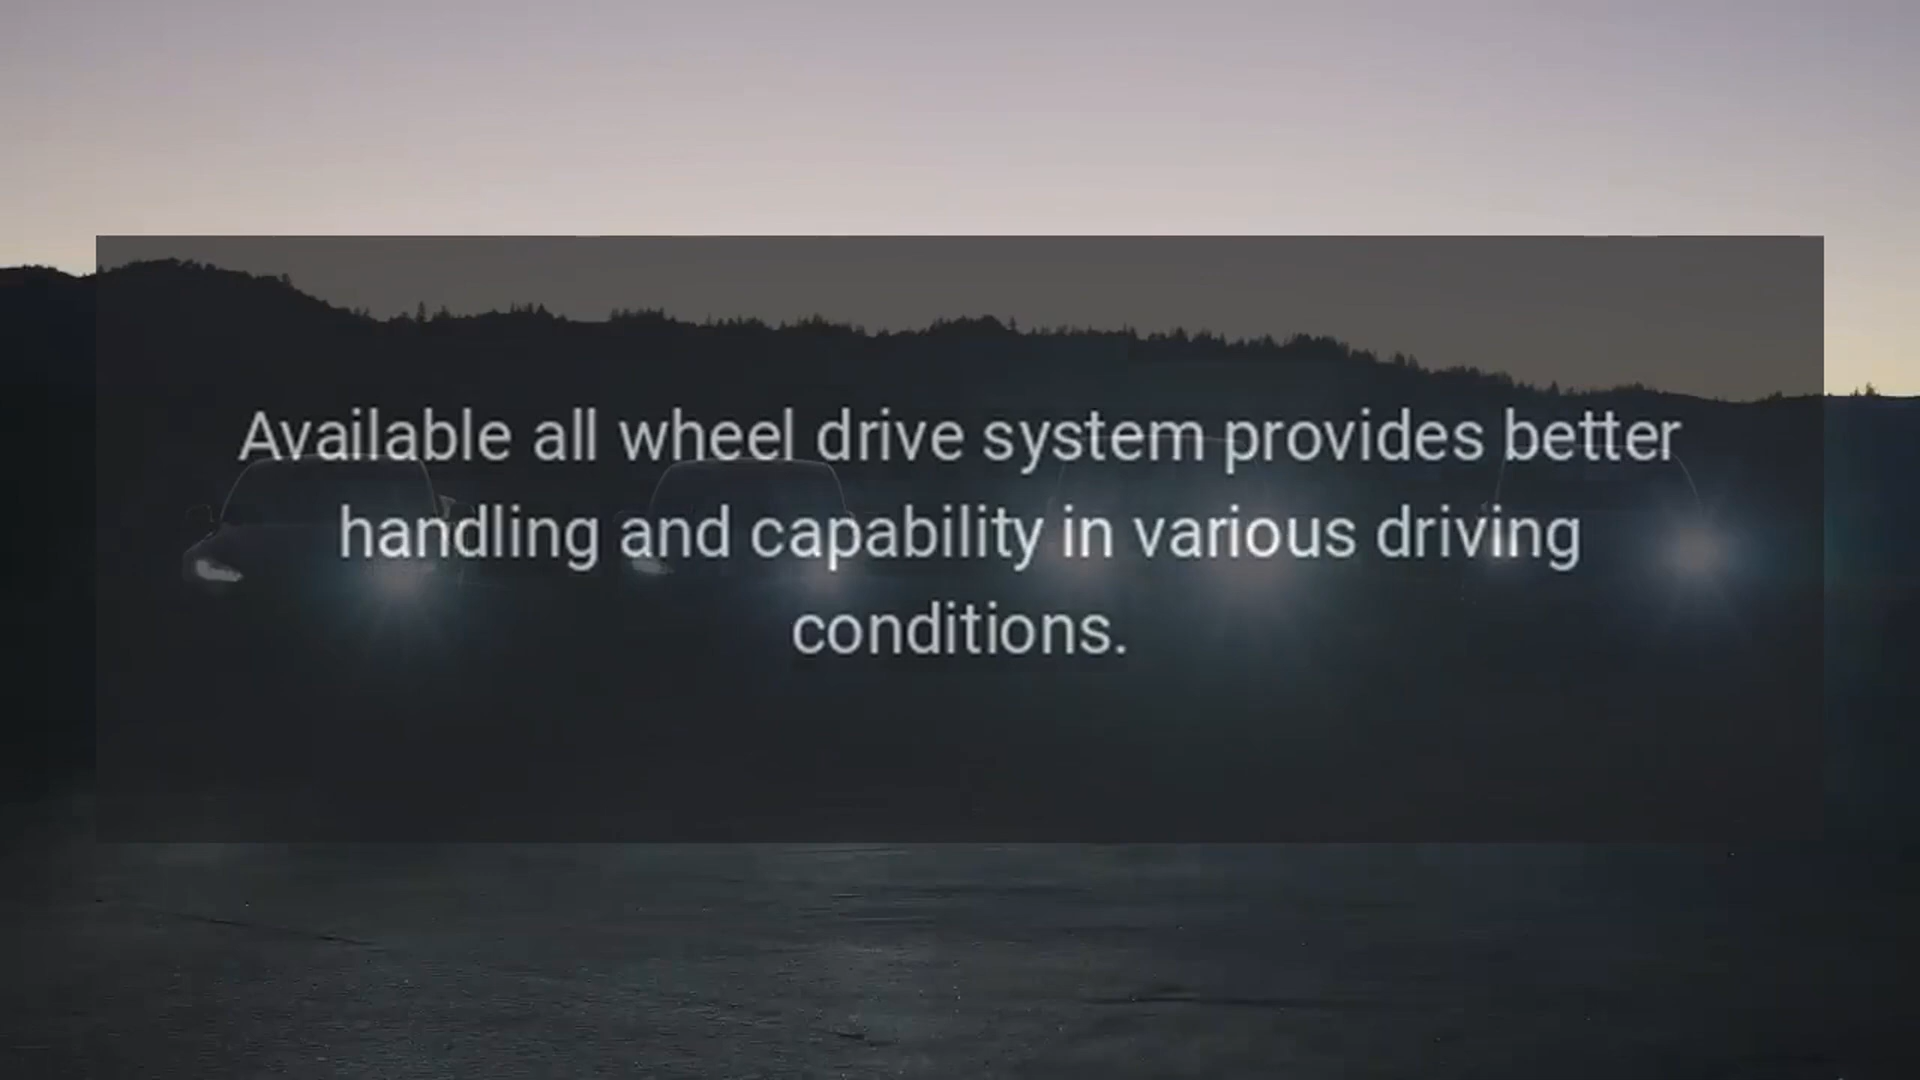 Available all wheel drive system provides better
handling and capability in various driving
conditions.